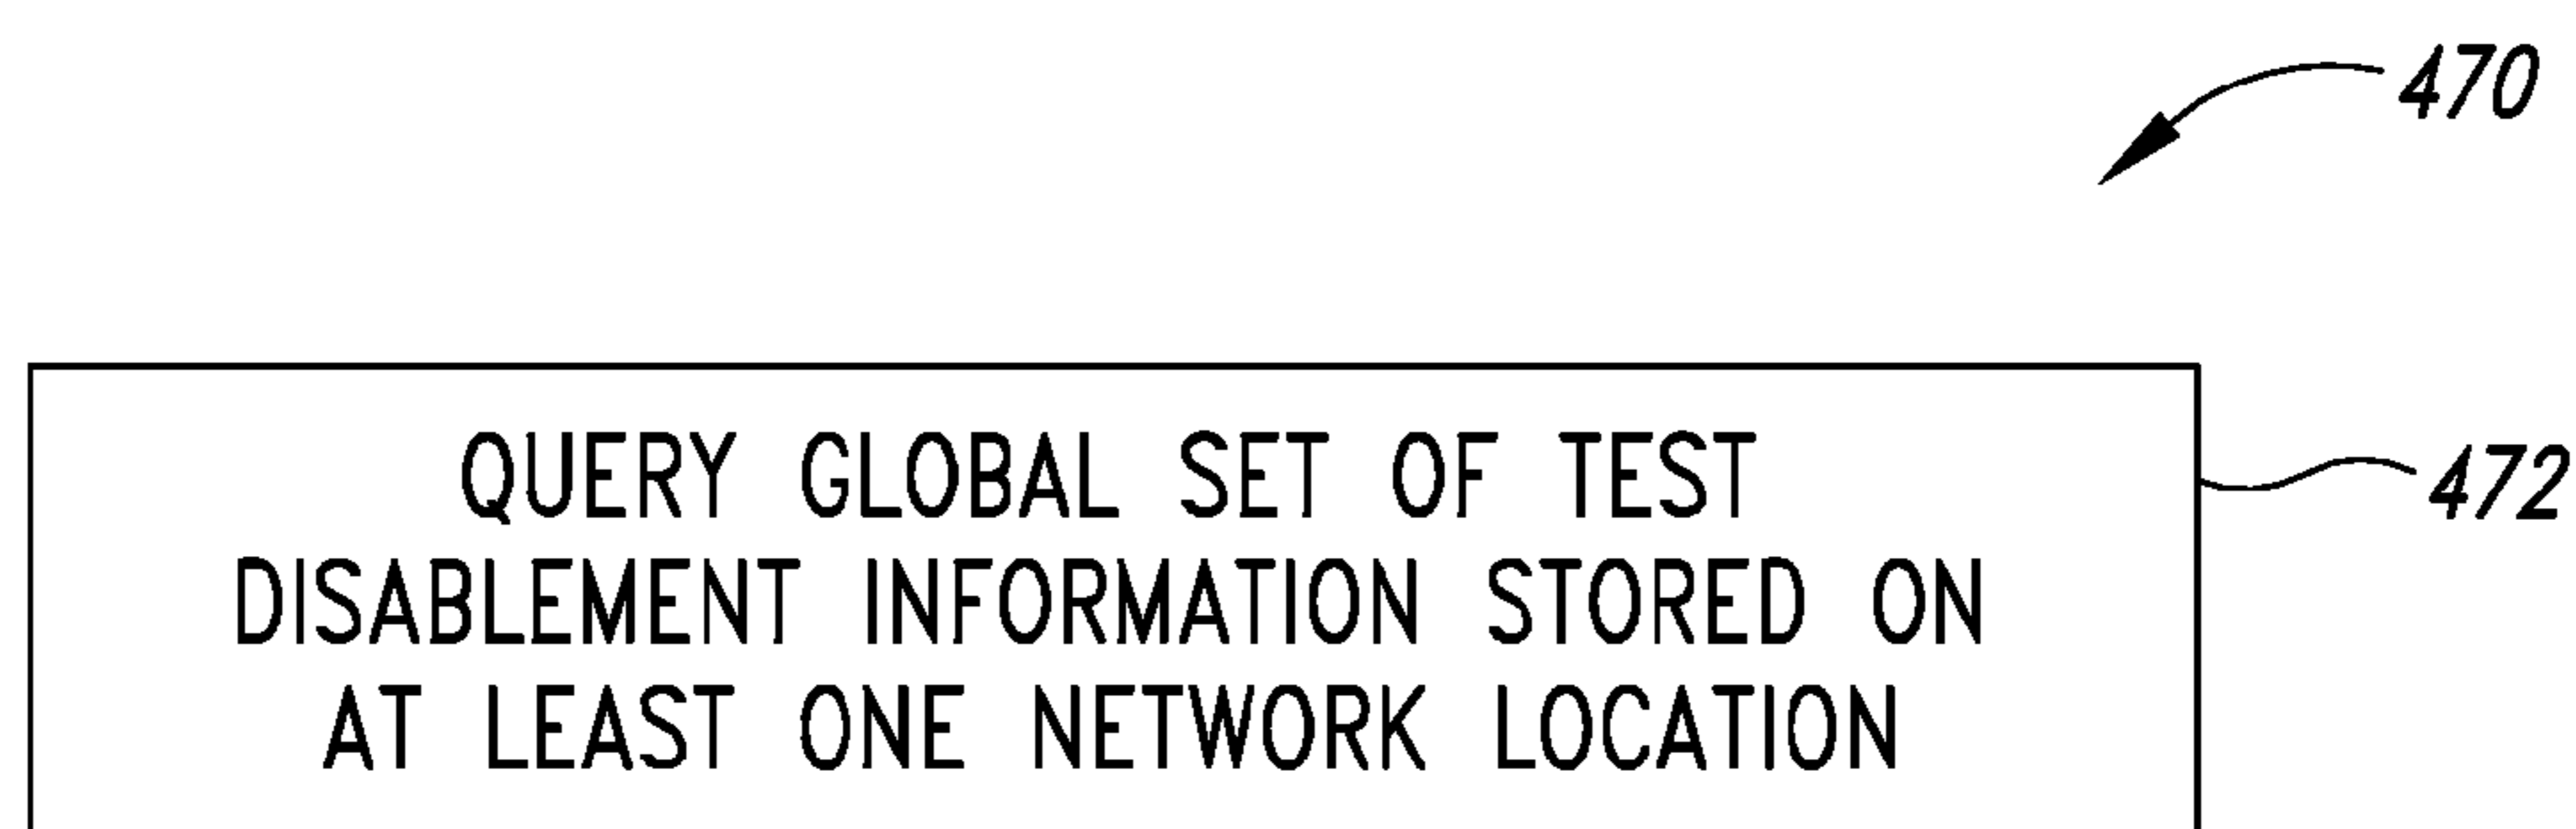 470
QUERY GLOBAL SET OF TEST
472
DISABLEMENT INFORMATION STORED ON
AT LEAST ONE NETWORK LOCATION